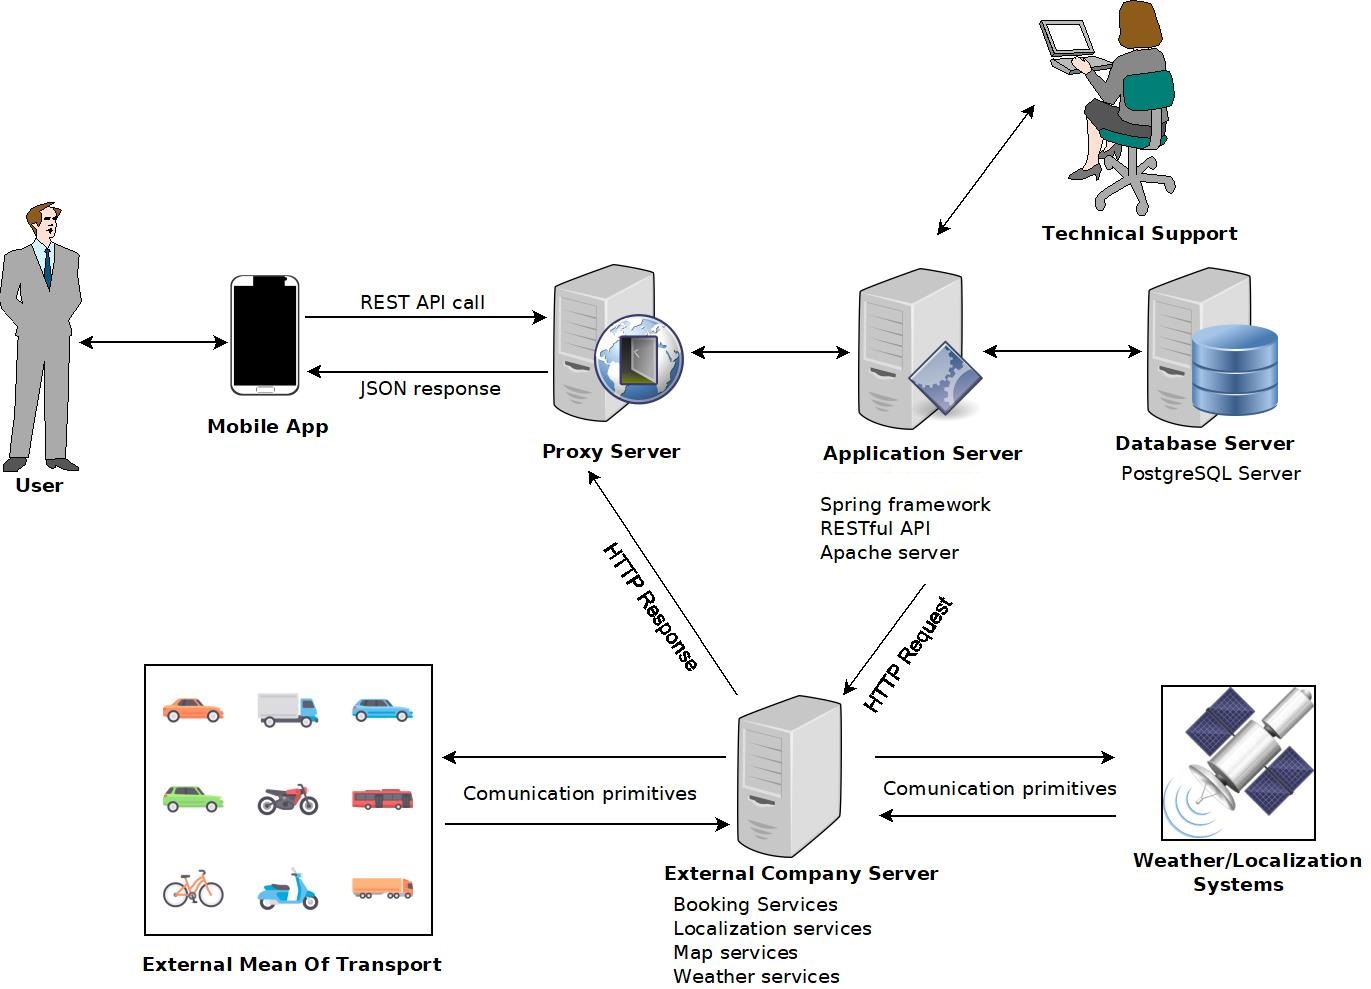 Technical Support
REST API call
JSON response
Mobile App
User
Proxy Server
Application Server
Spring framework
RESTful API
Apache server
Database Server
PostgreSQL Server
HTTP Response
HTTP Request
Comunication primitives
Comunication primitives
External Mean Of Transport
External Company Server
Booking Services
Localization services
Map services
Weather services
Weather/Localization
Systems